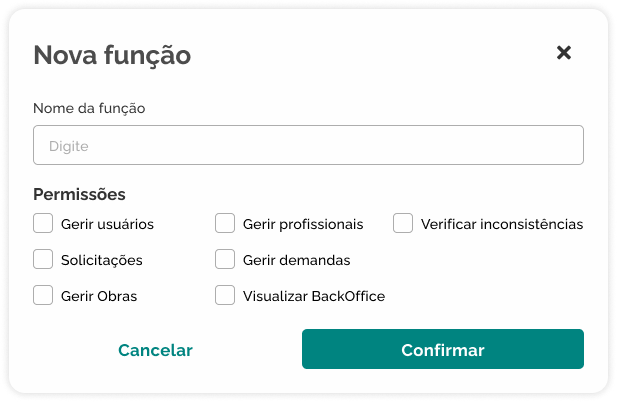 Nova função
Nome da função
Digite
Permissões
Gerir usuários Gerir profissionais Verificar inconsistências
Solicitações Gerir demandas
Gerir Obras Visualizar BackOffice
Cancelar Confirmar